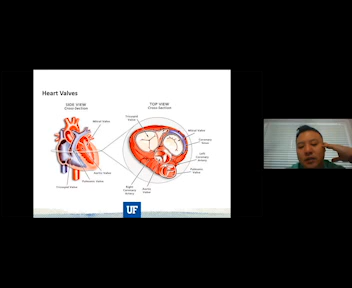 Heart Valves
SIDE VIEW
Cross-Section
TOP VIEW
Cross Section
Mitral Valve
Aortic Valve
Pulmonic Valve
Tricuspid Valve
Tricuspid
Valve
Mitral Valve
Coronary
Sinus
Left
Coronary
Artery
Pulmonic
Valve
Aortic
Valve
Right
Coronary
Artery
UF